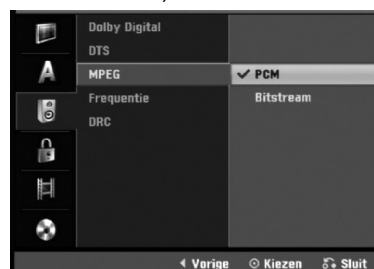 Dolby Digital
DTS
MPEG
✓ PCM
Frequentie
Bitstream
DRC
A
◀ Vorige ⊙ Kiezen Sluit